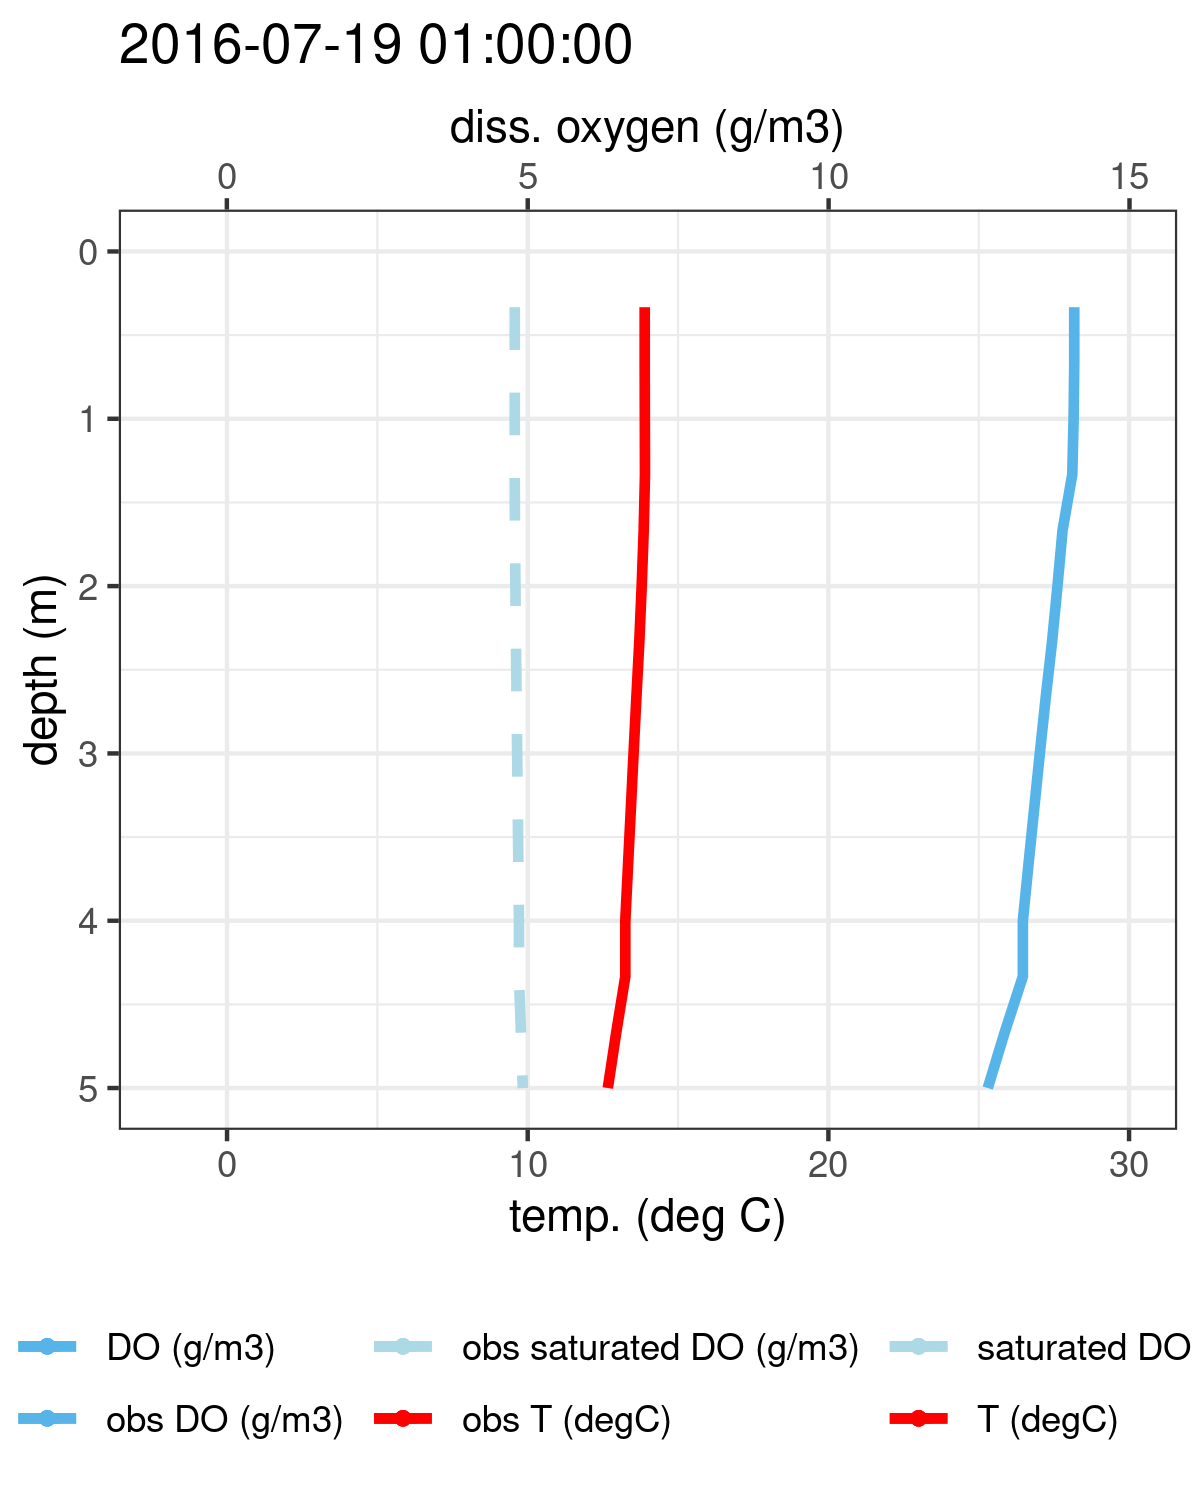 2016-07-19 01:00:00
diss. oxygen (g/m3)
0 5 10 15
0
1
2
3
4
5
depth (m)
0 10 20 30
temp. (deg C)
DO (g/m3) obs saturated DO (g/m3) saturated DO
obs DO (g/m3) obs T (degC) T (degC)